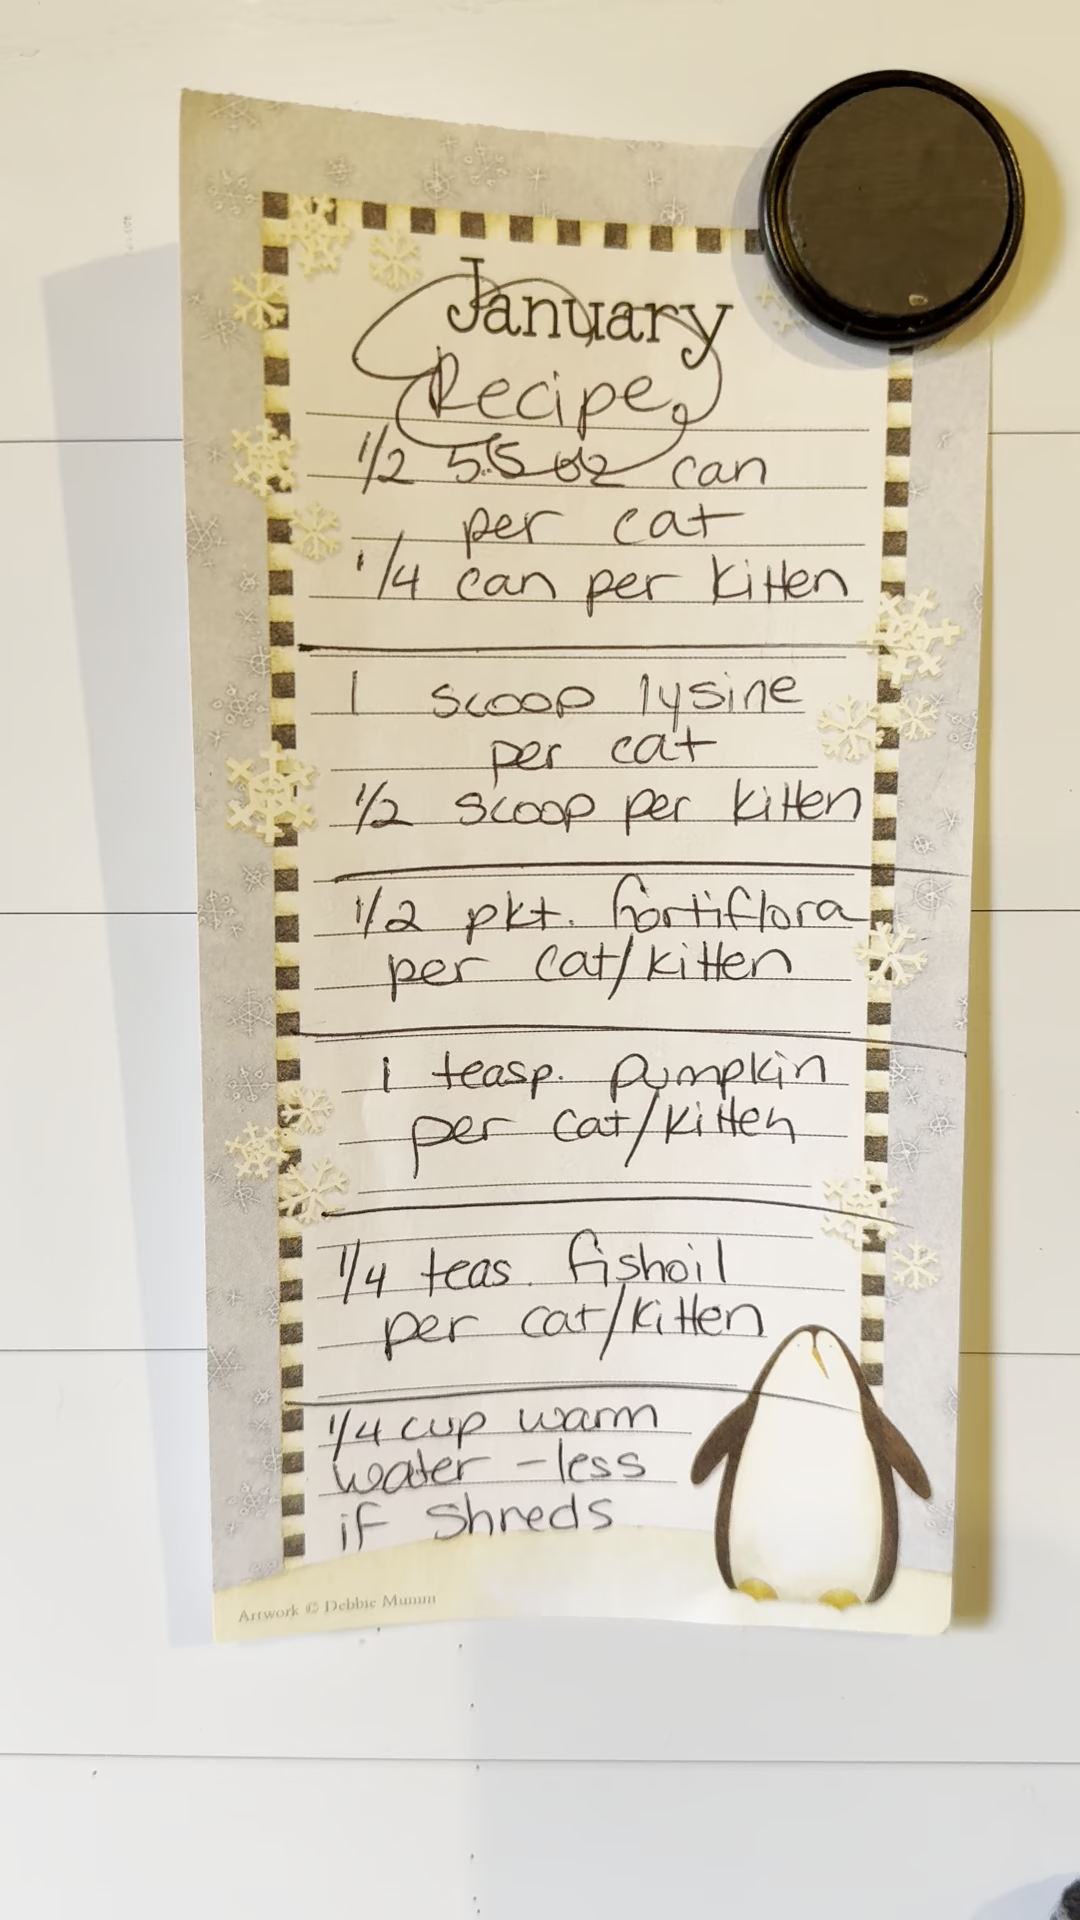 January
Recipe
1/2 5.5 oz can
per cat
1/4 can per kitten
1 scoop lysine
per cat
1/2 scoop per kitten
1/2 pkt. fortiflora
per cat/kitten
1 teasp. pumpkin
per cat/kitten
1/4 teas. fishoil
per cat/kitten
1/4 cup warm
water - less
if shreds
Artwork © Debbie Mumm